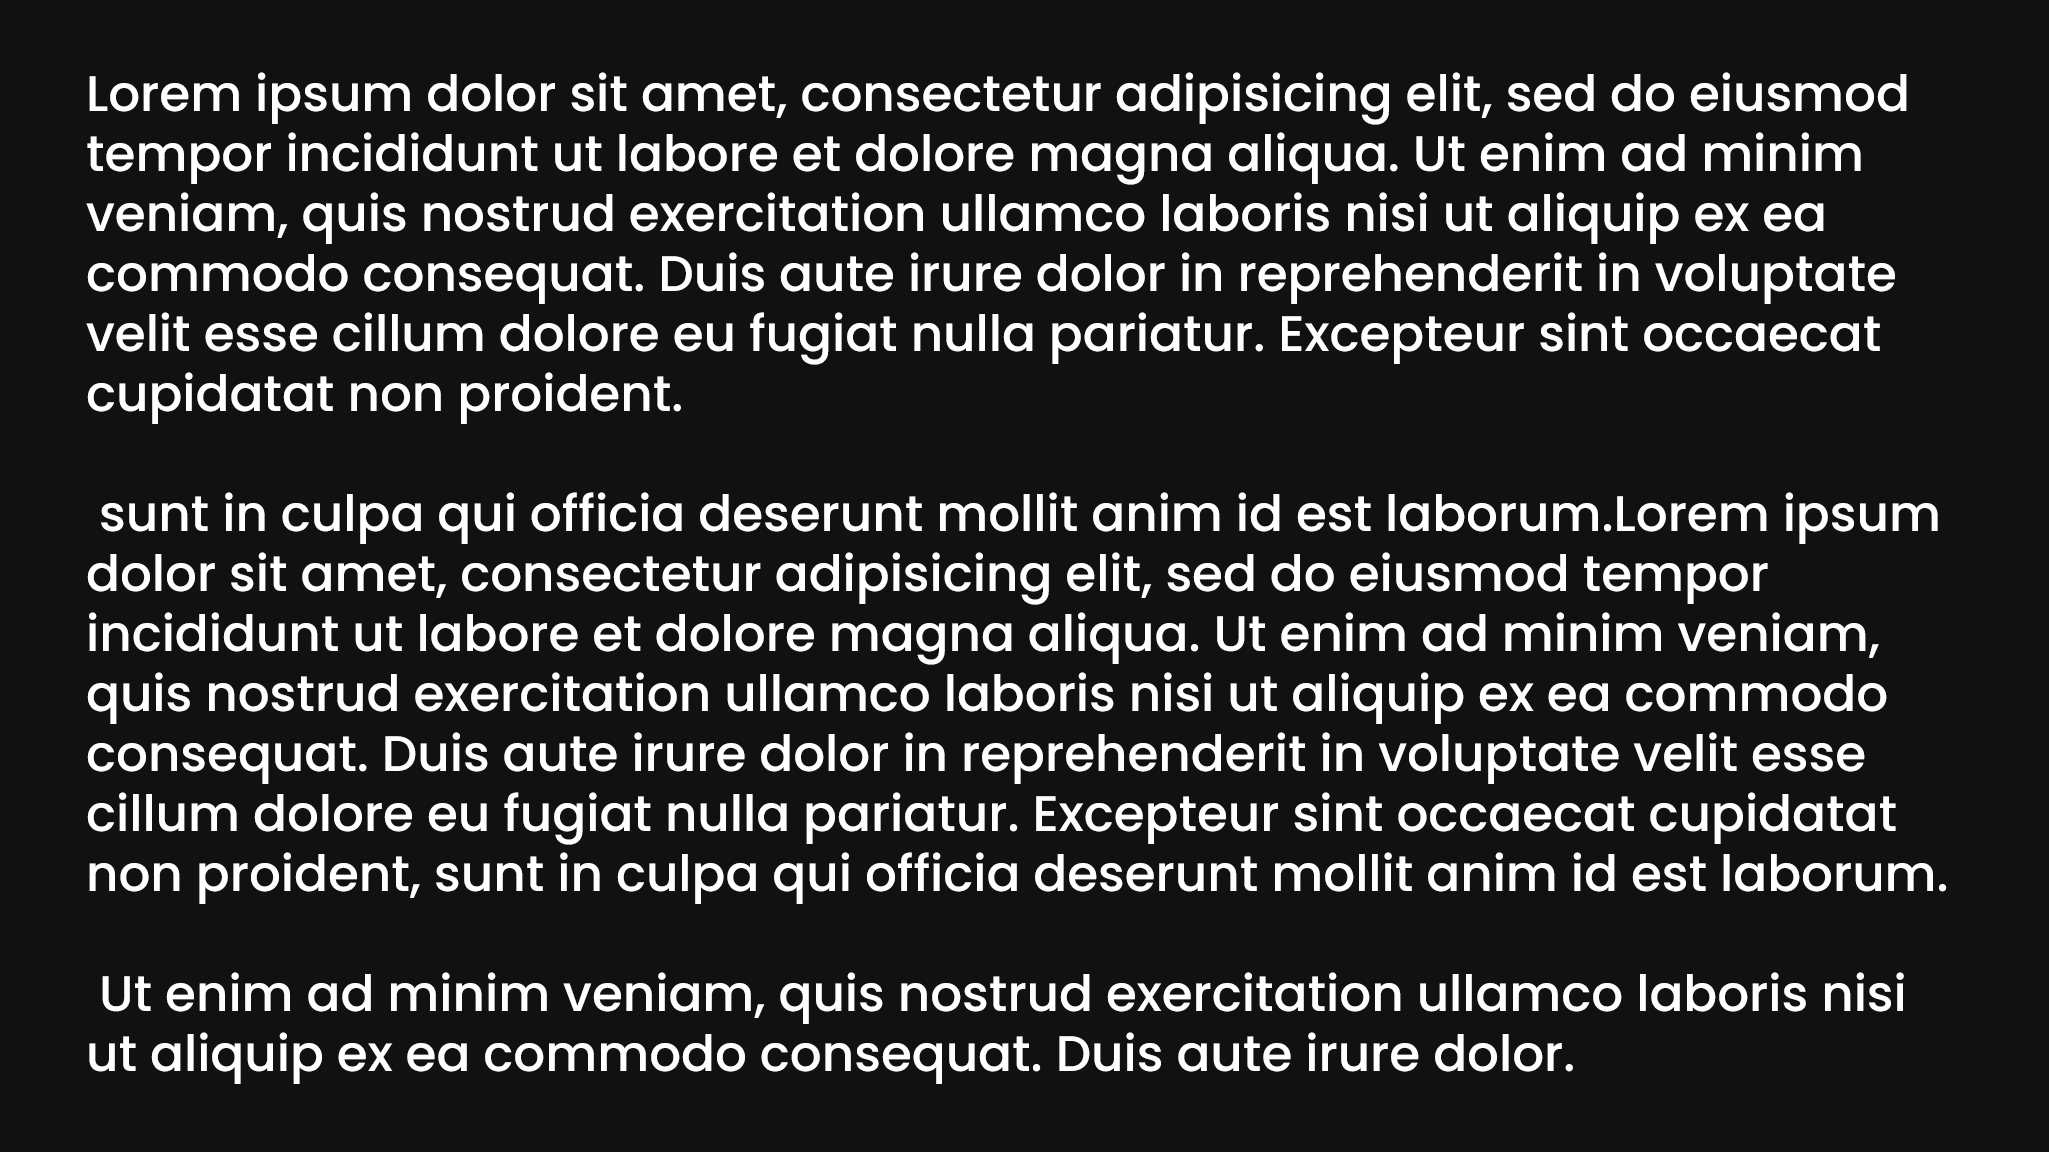 Lorem ipsum dolor sit amet, consectetur adipisicing elit, sed do eiusmod
tempor incididunt ut labore et dolore magna aliqua. Ut enim ad minim
veniam, quis nostrud exercitation ullamco laboris nisi ut aliquip ex ea
commodo consequat. Duis aute irure dolor in reprehenderit in voluptate
velit esse cillum dolore eu fugiat nulla pariatur. Excepteur sint occaecat
cupidatat non proident.

sunt in culpa qui officia deserunt mollit anim id est laborum.Lorem ipsum
dolor sit amet, consectetur adipisicing elit, sed do eiusmod tempor
incididunt ut labore et dolore magna aliqua. Ut enim ad minim veniam,
quis nostrud exercitation ullamco laboris nisi ut aliquip ex ea commodo
consequat. Duis aute irure dolor in reprehenderit in voluptate velit esse
cillum dolore eu fugiat nulla pariatur. Excepteur sint occaecat cupidatat
non proident, sunt in culpa qui officia deserunt mollit anim id est laborum.

Ut enim ad minim veniam, quis nostrud exercitation ullamco laboris nisi
ut aliquip ex ea commodo consequat. Duis aute irure dolor.